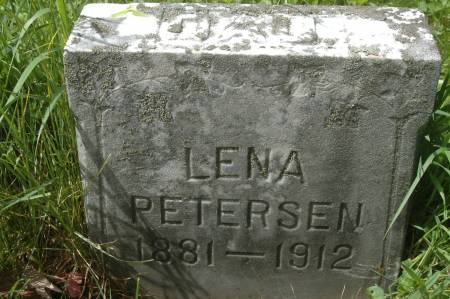 LENA
PETERSEN
1881 — 1912